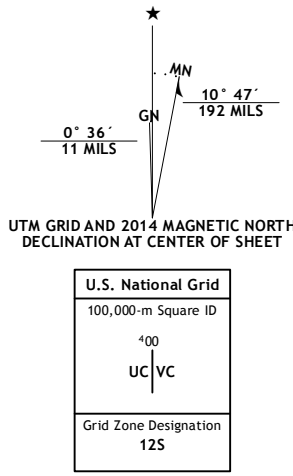 ★
MN
GN
10° 47´
192 MILS
0° 36´
11 MILS
UTM GRID AND 2014 MAGNETIC NORTH
DECLINATION AT CENTER OF SHEET
U.S. National Grid
100,000-m Square ID
⁴00
UC VC
Grid Zone Designation
12S